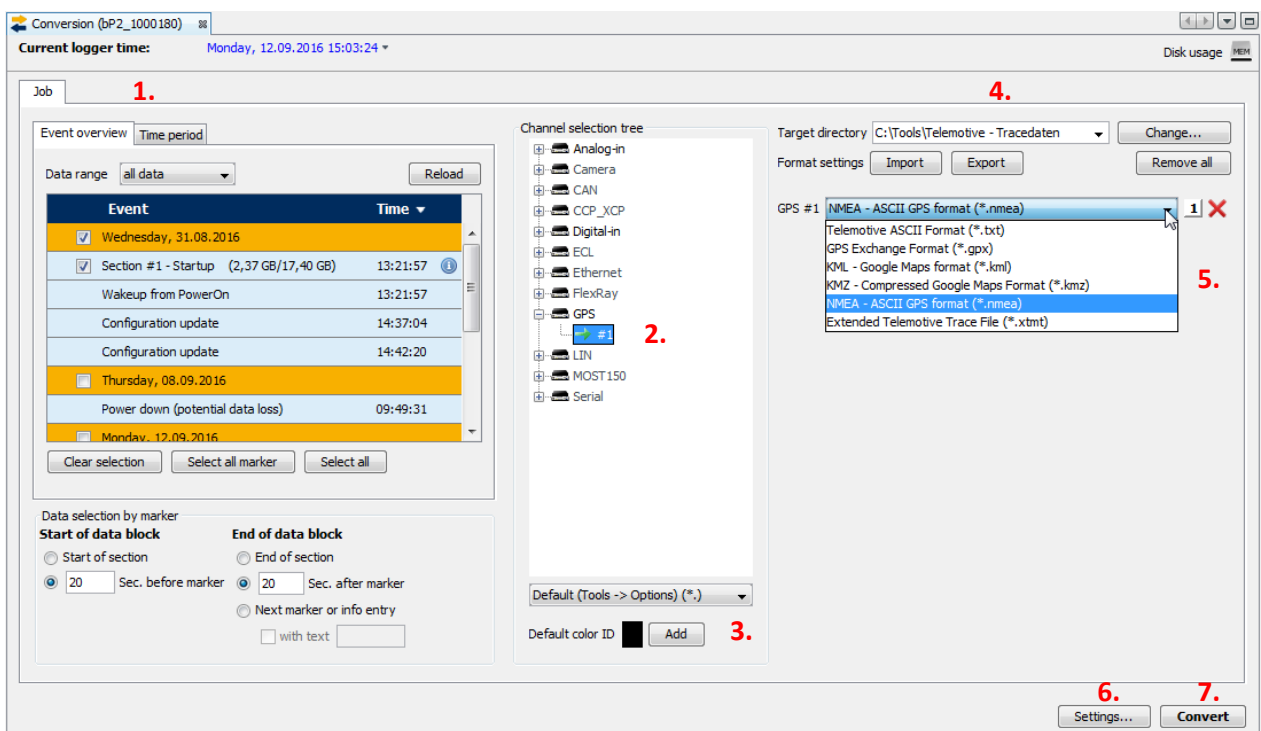 Conversion (bP2_1000180)
Current logger time: Monday, 12.09.2016 15:03:24
Disk usage MEM
Job
1.
4.
Event overview Time period
Data range all data Reload
Event Time
Wednesday, 31.08.2016
Section #1 - Startup (2,37 GB/17,40 GB) 13:21:57
Wakeup from PowerOn 13:21:57
Configuration update 14:37:04
Configuration update 14:42:20
Thursday, 08.09.2016
Power down (potential data loss) 09:49:31
Monday, 12.09.2016
Clear selection Select all marker Select all
Data selection by marker
Start of data block End of data block
Start of section End of section
20 Sec. before marker 20 Sec. after marker
Next marker or info entry
with text
Channel selection tree
Analog-in
Camera
CAN
CCP_XCP
Digital-in
ECL
Ethernet
FlexRay
GPS
#1
2.
LIN
MOST150
Serial
Default (Tools -> Options) (*.)
Default color ID Add
3.
Target directory C:\Tools\Telemotive - Tracedaten Change...
Format settings Import Export Remove all
GPS #1 NMEA - ASCII GPS format (*.nmea) 1
Telemotive ASCII Format (*.txt)
GPS Exchange Format (*.gpx)
KML - Google Maps format (*.kml)
KMZ - Compressed Google Maps Format (*.kmz)
NMEA - ASCII GPS format (*.nmea)
Extended Telemotive Trace File (*.xtmt)
5.
6.
7.
Settings... Convert